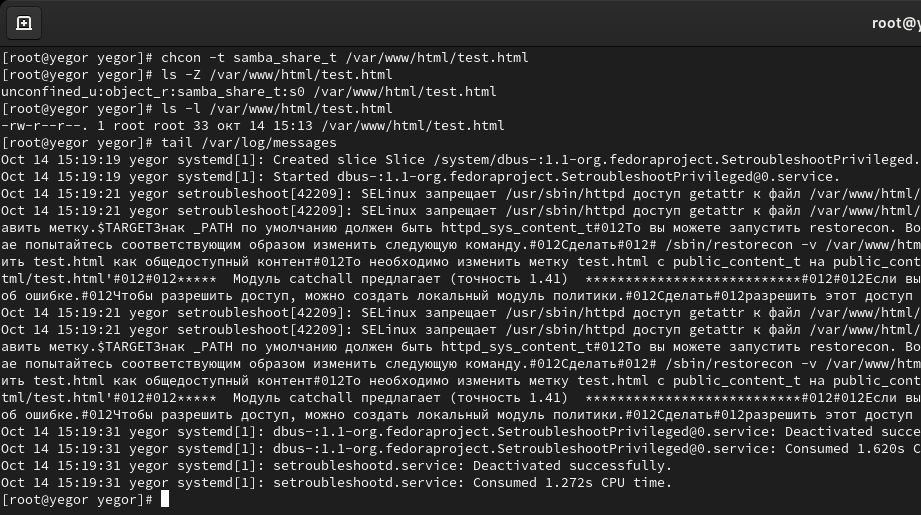 root@y
[root@yegor yegor]# chcon -t samba_share_t /var/www/html/test.html
[root@yegor yegor]# ls -Z /var/www/html/test.html
unconfined_u:object_r:samba_share_t:s0 /var/www/html/test.html
[root@yegor yegor]# ls -l /var/www/html/test.html
-rw-r--r--. 1 root root 33 окт 14 15:13 /var/www/html/test.html
[root@yegor yegor]# tail /var/log/messages
Oct 14 15:19:19 yegor systemd[1]: Created slice Slice /system/dbus-:1.1-org.fedoraproject.SetroubleshootPrivileged.
Oct 14 15:19:19 yegor systemd[1]: Started dbus-:1.1-org.fedoraproject.SetroubleshootPrivileged@0.service.
Oct 14 15:19:21 yegor setroubleshoot[42209]: SELinux запрещает /usr/sbin/httpd доступ getattr к файл /var/www/html/
Oct 14 15:19:21 yegor setroubleshoot[42209]: SELinux запрещает /usr/sbin/httpd доступ getattr к файл /var/www/html/
авить метку.$TARGETЗнак _PATH по умолчанию должен быть httpd_sys_content_t#012То вы можете запустить restorecon. Во
ае попытайтесь соответствующим образом изменить следующую команду.#012Сделать#012# /sbin/restorecon -v /var/www/htm
ить test.html как общедоступный контент#012То необходимо изменить метку test.html с public_content_t на public_cont
tml/test.html'#012#012*****  Модуль catchall предлагает (точность 1.41)  **************************#012#012Если вы
об ошибке.#012Чтобы разрешить доступ, можно создать локальный модуль политики.#012Сделать#012разрешить этот доступ
Oct 14 15:19:21 yegor setroubleshoot[42209]: SELinux запрещает /usr/sbin/httpd доступ getattr к файл /var/www/html/
Oct 14 15:19:21 yegor setroubleshoot[42209]: SELinux запрещает /usr/sbin/httpd доступ getattr к файл /var/www/html/
авить метку.$TARGETЗнак _PATH по умолчанию должен быть httpd_sys_content_t#012То вы можете запустить restorecon. Во
ае попытайтесь соответствующим образом изменить следующую команду.#012Сделать#012# /sbin/restorecon -v /var/www/htm
ить test.html как общедоступный контент#012То необходимо изменить метку test.html с public_content_t на public_cont
tml/test.html'#012#012*****  Модуль catchall предлагает (точность 1.41)  **************************#012#012Если вы
об ошибке.#012Чтобы разрешить доступ, можно создать локальный модуль политики.#012Сделать#012разрешить этот доступ
Oct 14 15:19:31 yegor systemd[1]: dbus-:1.1-org.fedoraproject.SetroubleshootPrivileged@0.service: Deactivated succe
Oct 14 15:19:31 yegor systemd[1]: dbus-:1.1-org.fedoraproject.SetroubleshootPrivileged@0.service: Consumed 1.620s C
Oct 14 15:19:31 yegor systemd[1]: setroubleshootd.service: Deactivated successfully.
Oct 14 15:19:31 yegor systemd[1]: setroubleshootd.service: Consumed 1.272s CPU time.
[root@yegor yegor]#